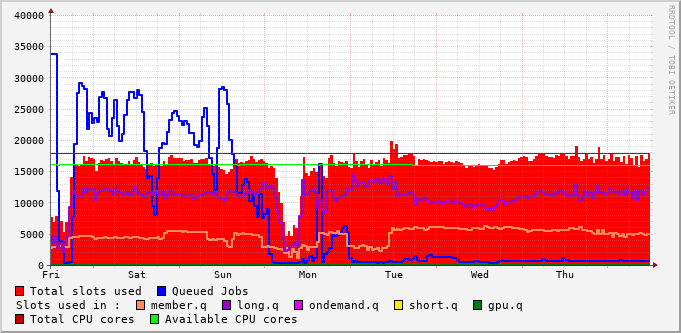 RRDTOOL / TOBI OETIKER
40000
35000
30000
25000
20000
15000
10000
5000
0
Fri Sat Sun Mon Tue Wed Thu
Total slots used Queued Jobs
Slots used in : member.q long.q ondemand.q short.q gpu.q
Total CPU cores Available CPU cores